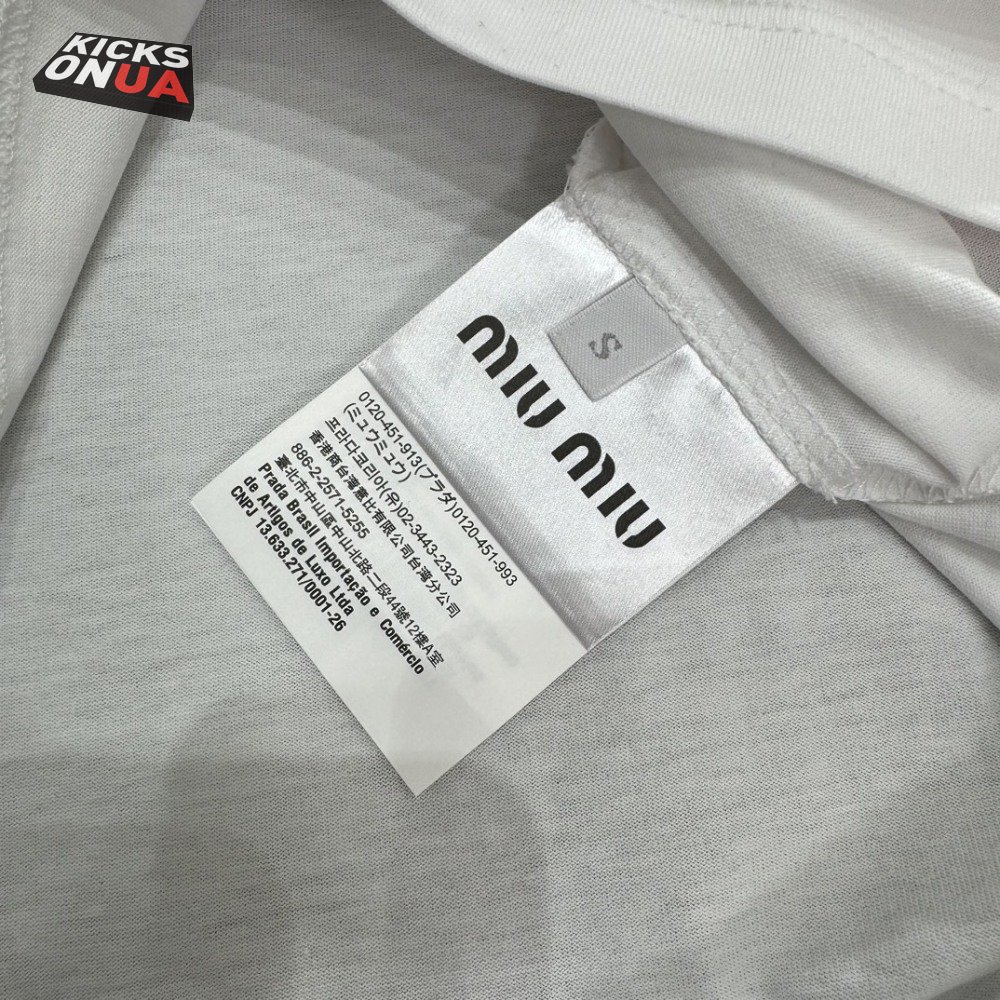 KICKS
ONUA
S
miu miu
0120-451-913(プラダ)0120-451-993
(ミュウミュウ)
프라다코리아(유)02-3443-2323
香港商台灣惠比有限公司台湾分公司
886-2-2571-5255
臺北市中山區中山北路二段44號12樓A室
Prada Brasil Importação e Comércio
de Artigos de Luxo Ltda
CNPJ 13.633.271/0001-26